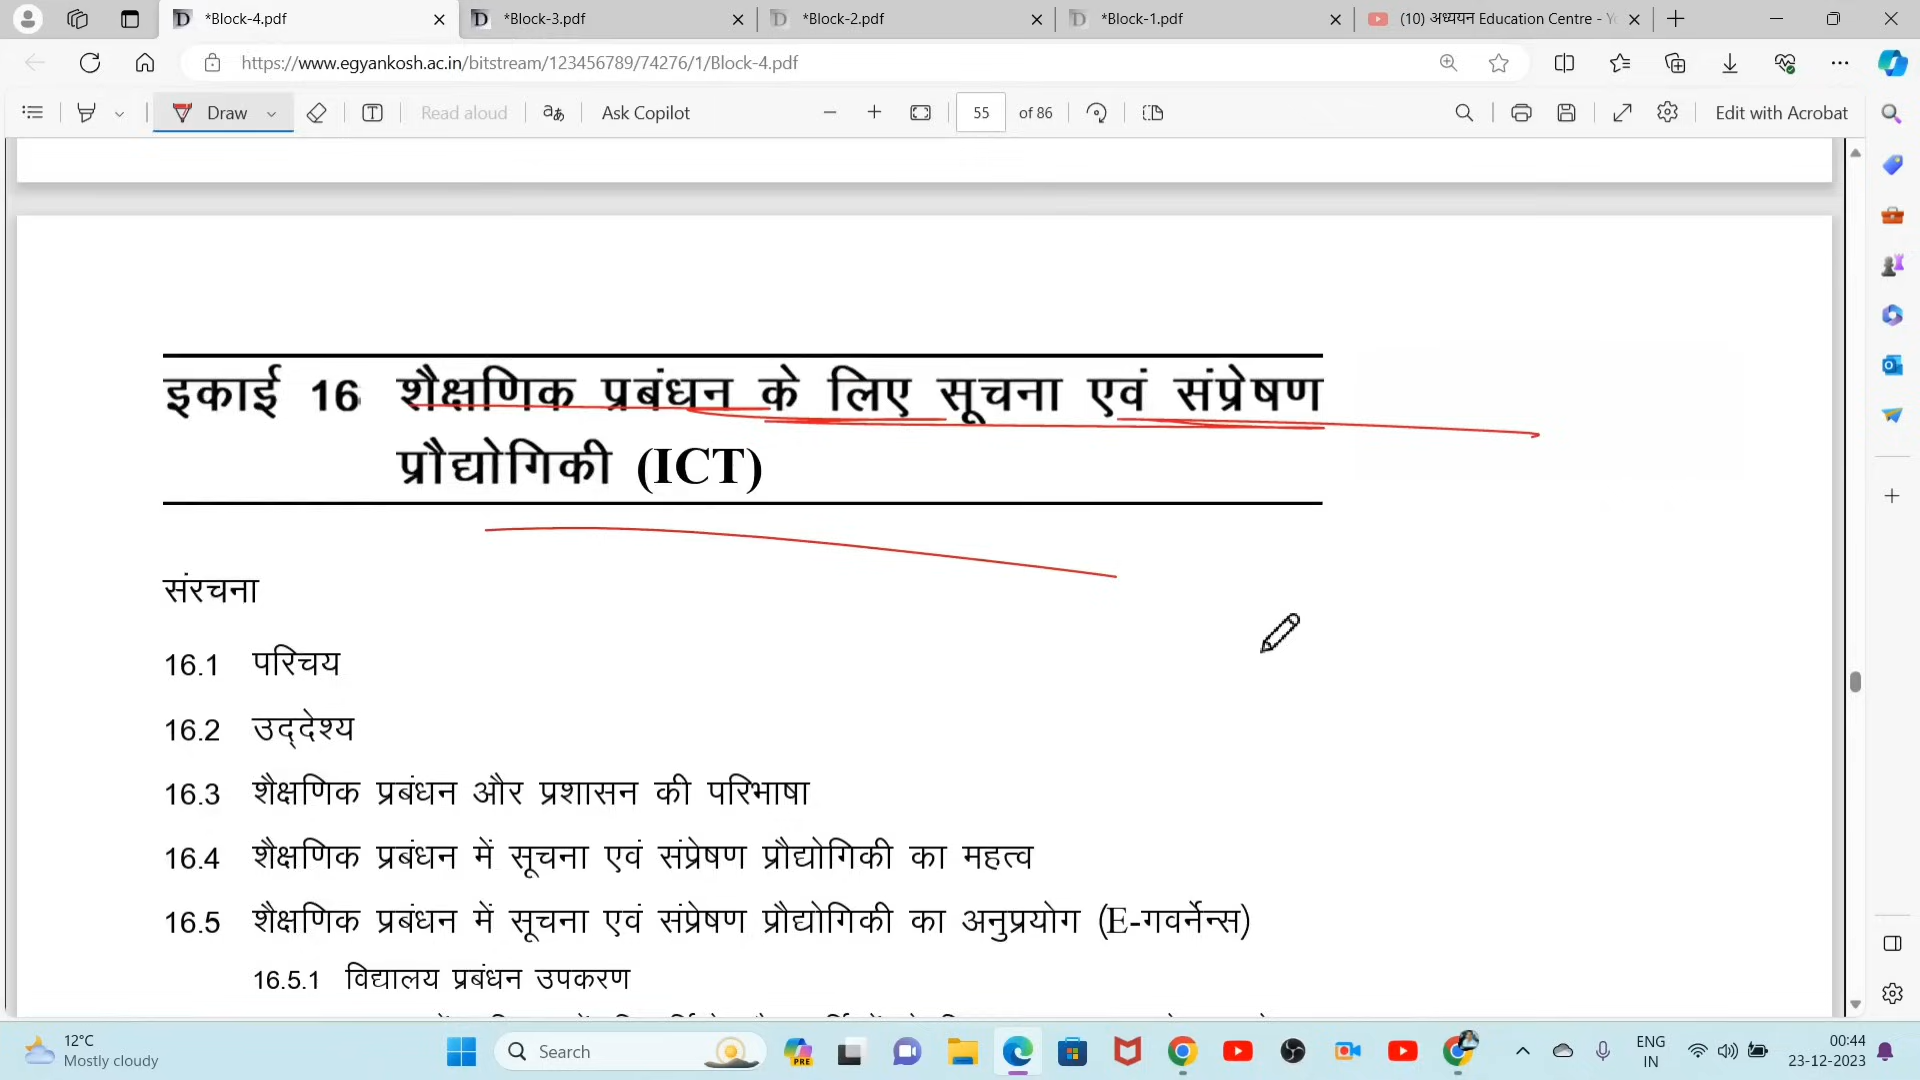 *Block-4.pdf
*Block-3.pdf
*Block-2.pdf
*Block-1.pdf
(10) अध्ययन Education Centre - Y
https://www.egyankosh.ac.in/bitstream/123456789/74276/1/Block-4.pdf
Draw
Read aloud
Ask Copilot
55 of 86
Edit with Acrobat
इकाई 16 शैक्षणिक प्रबंधन के लिए सूचना एवं संप्रेषण
प्रौद्योगिकी (ICT)
संरचना
16.1 परिचय
16.2 उद्देश्य
16.3 शैक्षणिक प्रबंधन और प्रशासन की परिभाषा
16.4 शैक्षणिक प्रबंधन में सूचना एवं संप्रेषण प्रौद्योगिकी का महत्व
16.5 शैक्षणिक प्रबंधन में सूचना एवं संप्रेषण प्रौद्योगिकी का अनुप्रयोग (E-गवर्नेन्स)
16.5.1 विद्यालय प्रबंधन उपकरण
12°C
Mostly cloudy
Search
PRE
ENG
IN
00:44
23-12-2023